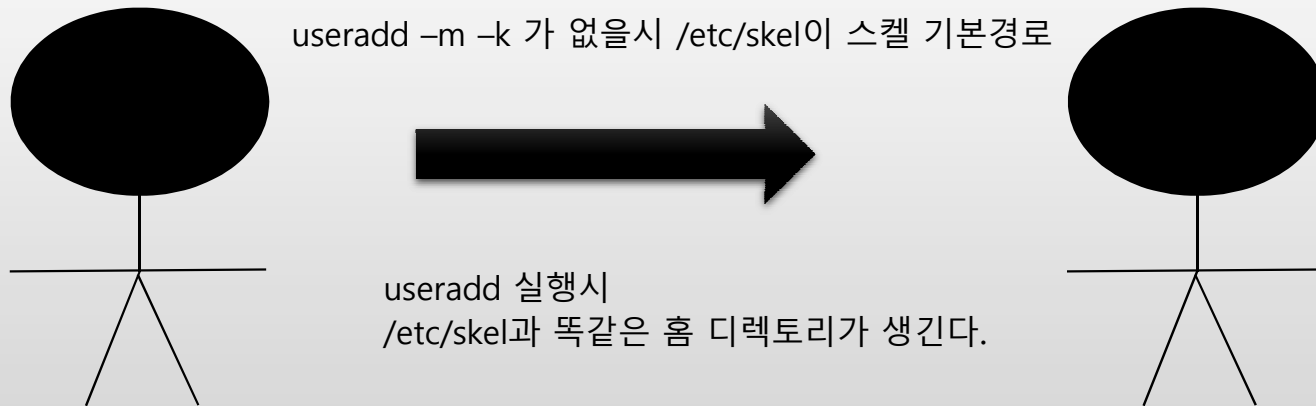 useradd –m –k 가 없을시 /etc/skel이 스켈 기본경로
useradd 실행시
/etc/skel과 똑같은 홈 디렉토리가 생긴다.